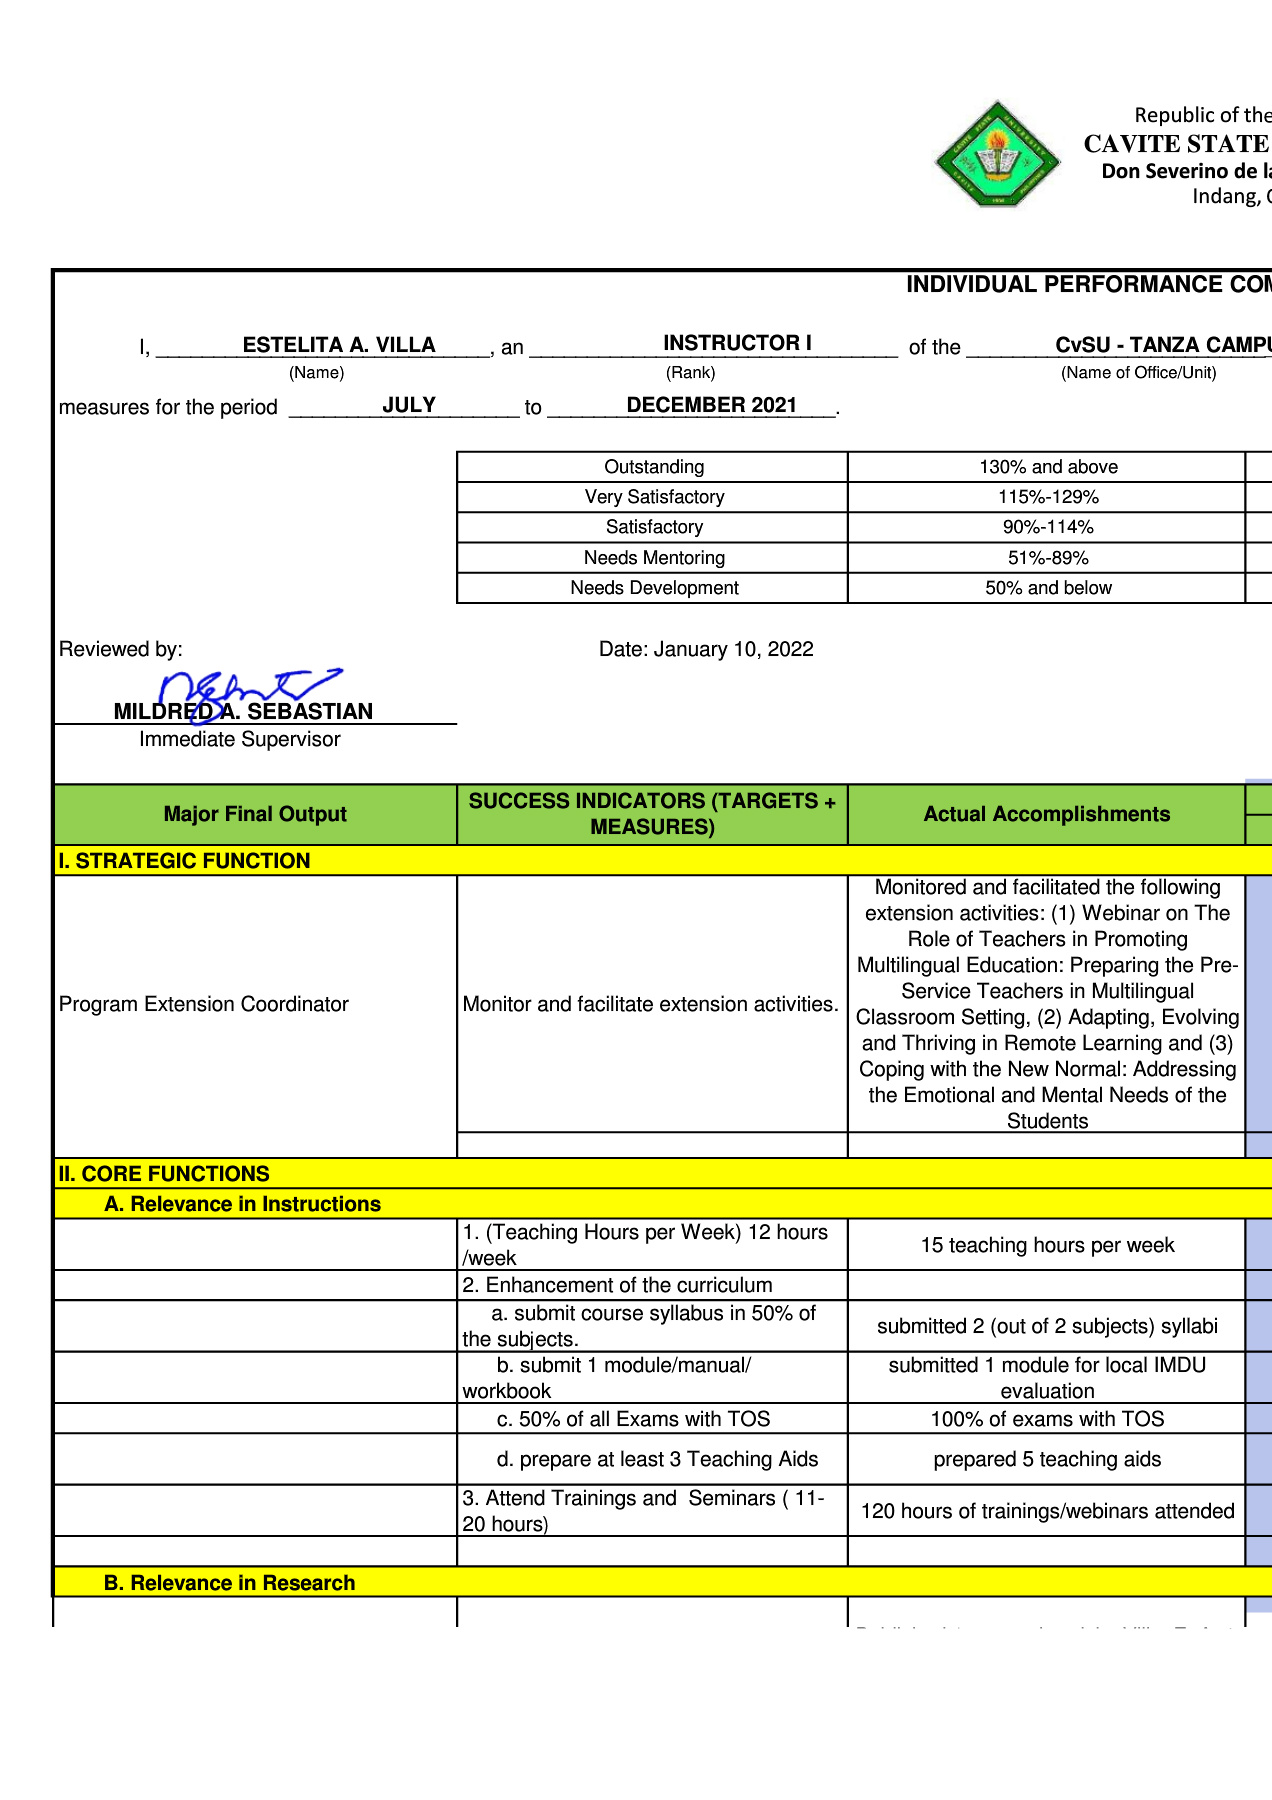 Republic of the
CAVITE STATE
Don Severino de la
Indang,
INDIVIDUAL PERFORMANCE
I, ESTELITA A. VILLA, an INSTRUCTOR I of the CvSU - TANZA CAMPU
(Name) (Rank) (Name of Office/Unit)
measures for the period JULY to DECEMBER 2021.
Outstanding 130% and above
Very Satisfactory 115%-129%
Satisfactory 90%-114%
Needs Mentoring 51%-89%
Needs Development 50% and below
Reviewed by: Date: January 10, 2022
MILDRED A. SEBASTIAN
Immediate Supervisor
Major Final Output
SUCCESS INDICATORS (TARGETS +
MEASURES)
Actual Accomplishments
I. STRATEGIC FUNCTION
Program Extension Coordinator
Monitor and facilitate extension activities.
Monitored and facilitated the following
extension activities: (1) Webinar on The
Role of Teachers in Promoting
Multilingual Education: Preparing the Pre-
Service Teachers in Multilingual
Classroom Setting, (2) Adapting, Evolving
and Thriving in Remote Learning and (3)
Coping with the New Normal: Addressing
the Emotional and Mental Needs of the
Students
II. CORE FUNCTIONS
A. Relevance in Instructions
1. (Teaching Hours per Week) 12 hours
/week
15 teaching hours per week
2. Enhancement of the curriculum
a. submit course syllabus in 50% of
the subjects.
submitted 2 (out of 2 subjects) syllabi
b. submit 1 module/manual/
workbook
submitted 1 module for local IMDU
evaluation
c. 50% of all Exams with TOS
100% of exams with TOS
d. prepare at least 3 Teaching Aids
prepared 5 teaching aids
3. Attend Trainings and Seminars ( 11-
20 hours)
120 hours of trainings/webinars attended
B. Relevance in Research